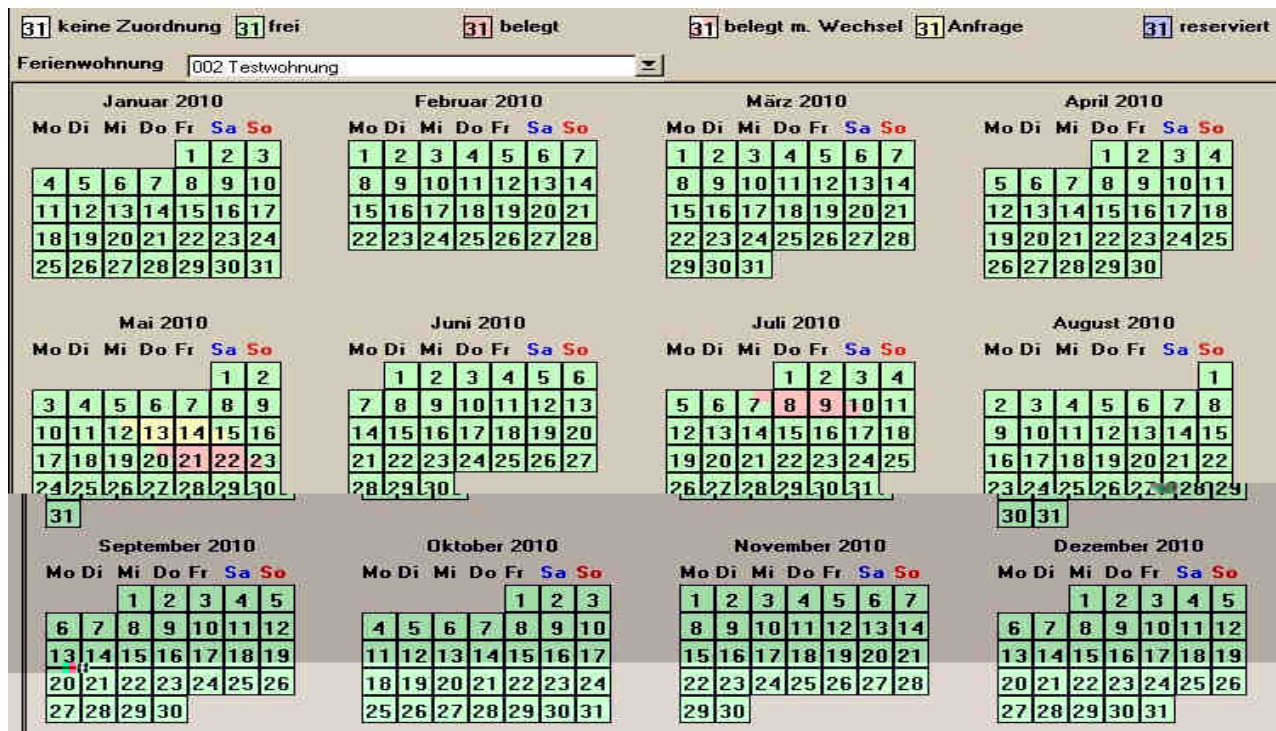 31 keine Zuordnung 31 frei 31 belegt 31 belegt m. Wechsel 31 Anfrage 31 reserviert
Ferienwohnung 002 Testwohnung
Januar 2010 Februar 2010 März 2010 April 2010
Mo Di Mi Do Fr Sa So Mo Di Mi Do Fr Sa So Mo Di Mi Do Fr Sa So Mo Di Mi Do Fr Sa So
1 2 3 1 2 3 4 5 6 7 1 2 3 4 5 6 7 1 2 3 4
4 5 6 7 8 9 10 8 9 10 11 12 13 14 8 9 10 11 12 13 14 5 6 7 8 9 10 11
11 12 13 14 15 16 17 15 16 17 18 19 20 21 15 16 17 18 19 20 21 12 13 14 15 16 17 18
18 19 20 21 22 23 24 22 23 24 25 26 27 28 22 23 24 25 26 27 28 19 20 21 22 23 24 25
25 26 27 28 29 30 31 29 30 31 26 27 28 29 30
Mai 2010 Juni 2010 Juli 2010 August 2010
Mo Di Mi Do Fr Sa So Mo Di Mi Do Fr Sa So Mo Di Mi Do Fr Sa So Mo Di Mi Do Fr Sa So
1 2 1 2 3 4 5 6 1 2 3 4 1
3 4 5 6 7 8 9 7 8 9 10 11 12 13 5 6 7 8 9 10 11 2 3 4 5 6 7 8
10 11 12 13 14 15 16 14 15 16 17 18 19 20 12 13 14 15 16 17 18 9 10 11 12 13 14 15
17 18 19 20 21 22 23 21 22 23 24 25 26 27 19 20 21 22 23 24 25 16 17 18 19 20 21 22
24 25 26 27 28 29 30 28 29 30 26 27 28 29 30 31 23 24 25 26 27 28 29
31 30 31
September 2010 Oktober 2010 November 2010 Dezember 2010
Mo Di Mi Do Fr Sa So Mo Di Mi Do Fr Sa So Mo Di Mi Do Fr Sa So Mo Di Mi Do Fr Sa So
1 2 3 4 5 1 2 3 1 2 3 4 5 6 7 1 2 3 4 5
6 7 8 9 10 11 12 4 5 6 7 8 9 10 8 9 10 11 12 13 14 6 7 8 9 10 11 12
13 14 15 16 17 18 19 11 12 13 14 15 16 17 15 16 17 18 19 20 21 13 14 15 16 17 18 19
20 21 22 23 24 25 26 18 19 20 21 22 23 24 22 23 24 25 26 27 28 20 21 22 23 24 25 26
27 28 29 30 25 26 27 28 29 30 31 29 30 27 28 29 30 31